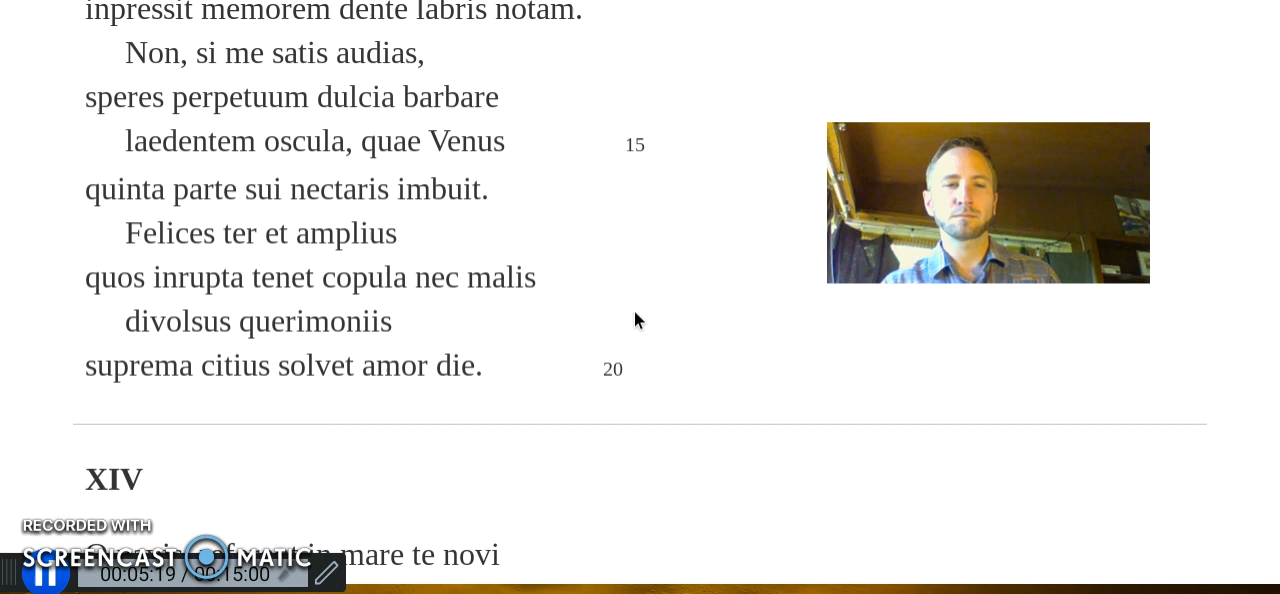 inpressit memorem dente labris notam.
Non, si me satis audias,
speres perpetuum dulcia barbare
laedentem oscula, quae Venus 15
quinta parte sui nectaris imbuit.
Felices ter et amplius
quos inrupta tenet copula nec malis
divolsus querimoniis
suprema citius solvet amor die. 20
XIV
mare te novi
RECORDED WITH
SCREENCAST MATIC
00:05:19 / 00:15:00